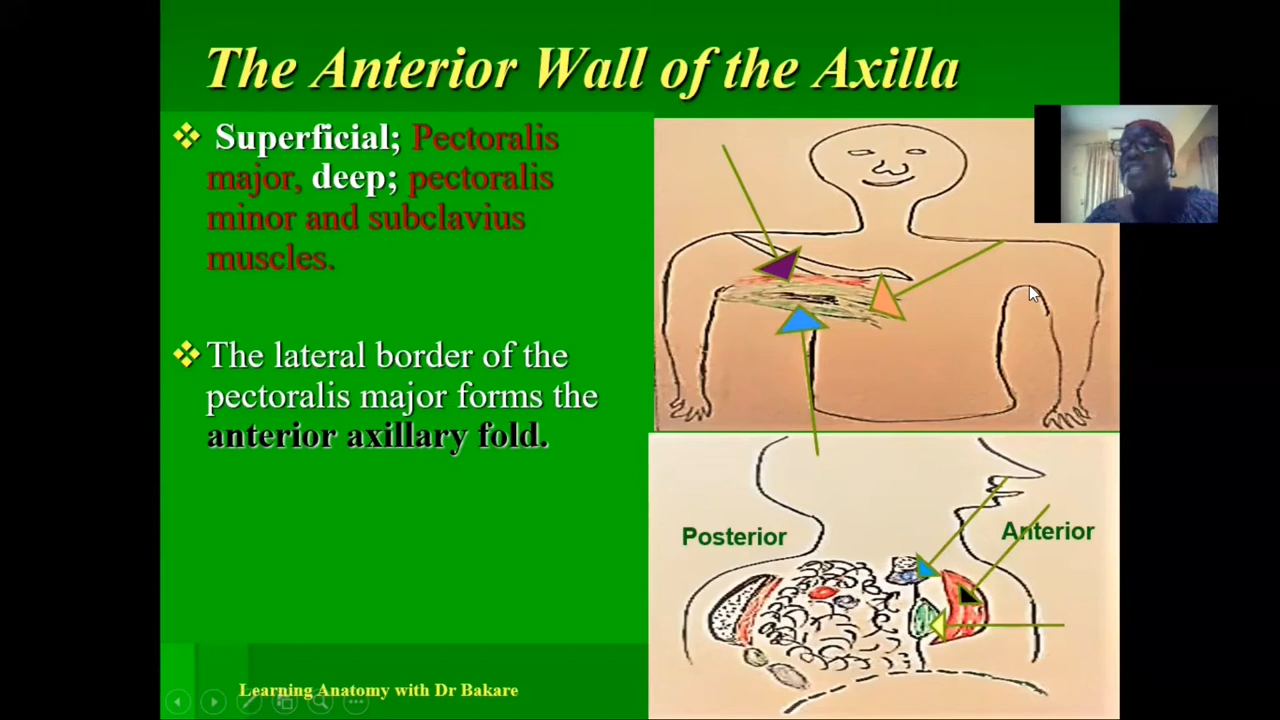 The Anterior Wall of the Axilla
Superficial; Pectoralis
major, deep; pectoralis
minor and subclavius
muscles.
The lateral border of the
pectoralis major forms the
anterior axillary fold.
Posterior
Anterior
Learning Anatomy with Dr Bakare